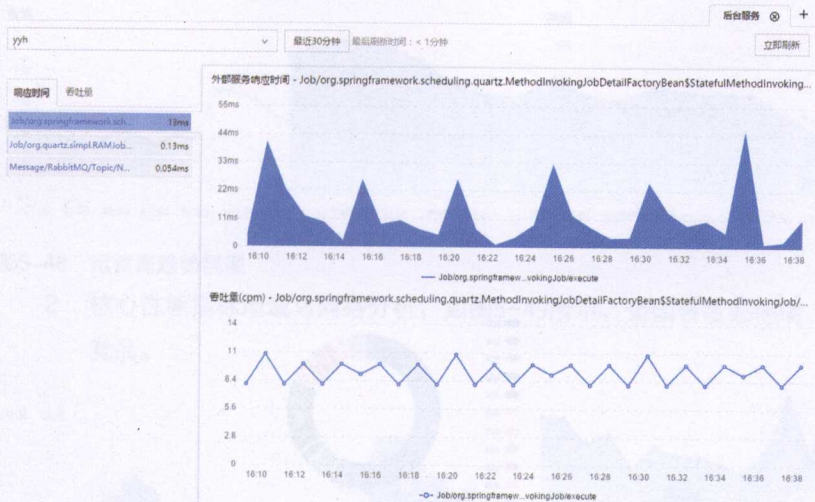 后台服务 ⊗ +
yyh 最近30分钟 最后刷新时间：< 1分钟 立即刷新
响应时间 吞吐量
Job/org.springframework.sch... 13ms
Job/org.quartz.simpl.RAMJob... 0.13ms
Message/RabbitMQ/Topic/N... 0.054ms
外部服务响应时间 - Job/org.springframework.scheduling.quartz.MethodInvokingJobDetailFactoryBean$StatefulMethodInvoking...
55ms
44ms
33ms
22ms
11ms
0
16:10 16:12 16:14 16:16 16:18 16:20 16:22 16:24 16:26 16:28 16:30 16:32 16:34 16:36 16:38
Job/org.springframew...vokingJob/execute
吞吐量(cpm) - Job/org.springframework.scheduling.quartz.MethodInvokingJobDetailFactoryBean$StatefulMethodInvokingJob/...
14
11
8.4
5.6
2.8
0
16:10 16:12 16:14 16:16 16:18 16:20 16:22 16:24 16:26 16:28 16:30 16:32 16:34 16:36 16:38
Job/org.springframew...vokingJob/execute